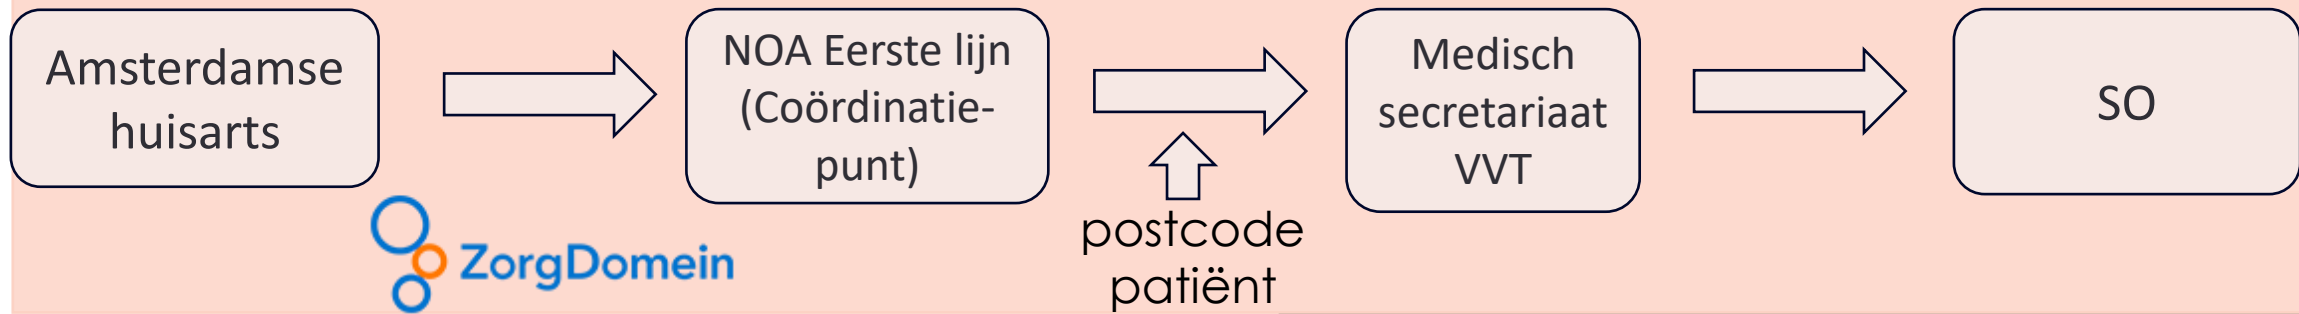 Amsterdamse
huisarts
NOA Eerste lijn
(Coördinatie-
punt)
Medisch
secretariaat
VVT
SO
ZorgDomein
postcode
patiënt